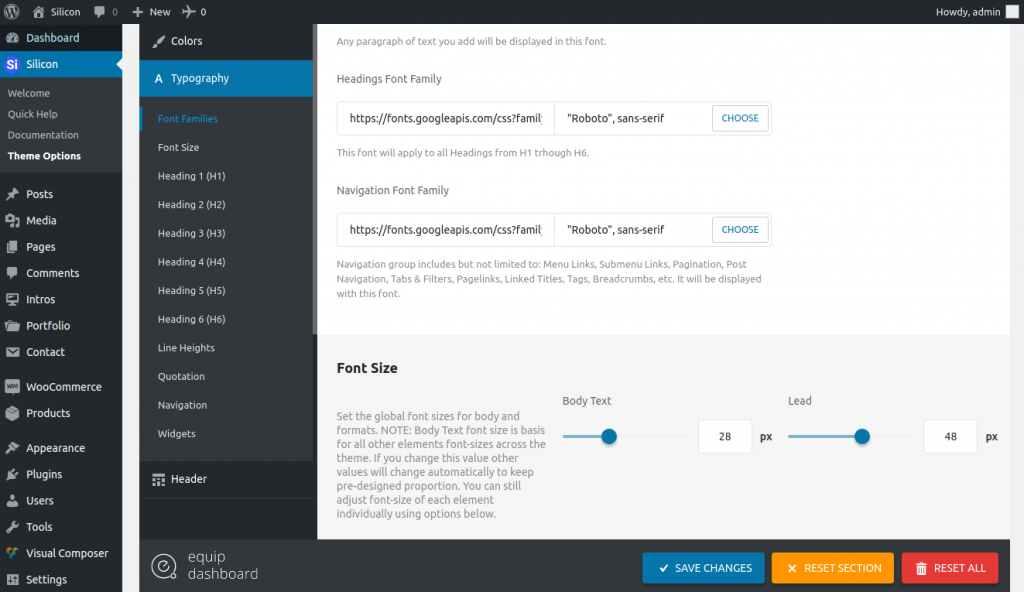 Silicon
0
New
0
Howdy, admin
Dashboard
Silicon
Welcome
Quick Help
Documentation
Theme Options
Posts
Media
Pages
Comments
Intros
Portfolio
Contact
WooCommerce
Products
Appearance
Plugins
Users
Tools
Visual Composer
Settings
Colors
Typography
Font Families
Font Size
Heading 1 (H1)
Heading 2 (H2)
Heading 3 (H3)
Heading 4 (H4)
Heading 5 (H5)
Heading 6 (H6)
Line Heights
Quotation
Navigation
Widgets
Header
Any paragraph of text you add will be displayed in this font.
Headings Font Family
https://fonts.googleapis.com/css?famil
"Roboto", sans-serif
CHOOSE
This font will apply to all Headings from H1 trhough H6.
Navigation Font Family
https://fonts.googleapis.com/css?famil
"Roboto", sans-serif
CHOOSE
Navigation group includes but not limited to: Menu Links, Submenu Links, Pagination, Post
Navigation, Tabs & Filters, Pagelinks, Linked Titles, Tags, Breadcrumbs, etc. It will be displayed
with this font.
Font Size
Set the global font sizes for body and
formats. NOTE: Body Text font size is basis
for all other elements font-sizes across the
theme. If you change this value other
values will change automatically to keep
pre-designed proportion. You can still
adjust font-size of each element
individually using options below.
Body Text
28 px
Lead
48 px
equip
dashboard
SAVE CHANGES
RESET SECTION
RESET ALL